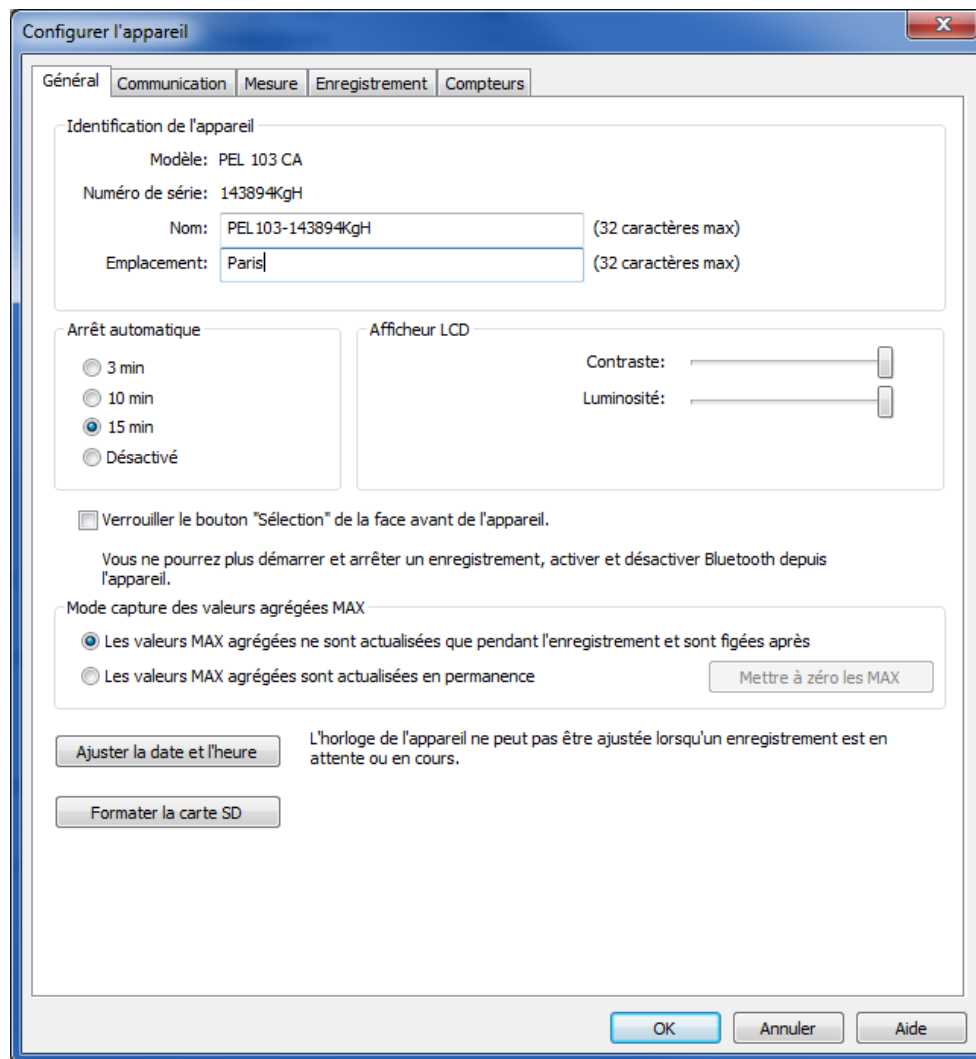 Configurer l'appareil
Général Communication Mesure Enregistrement Compteurs
Identification de l'appareil
Modèle: PEL 103 CA
Numéro de série: 143894KgH
Nom: PEL103-143894KgH (32 caractères max)
Emplacement: Paris (32 caractères max)
Arrêt automatique
3 min
10 min
15 min
Désactivé
Afficheur LCD
Contraste:
Luminosité:
Verrouiller le bouton "Sélection" de la face avant de l'appareil.
Vous ne pourrez plus démarrer et arrêter un enregistrement, activer et désactiver Bluetooth depuis
l'appareil.
Mode capture des valeurs agrégées MAX
Les valeurs MAX agrégées ne sont actualisées que pendant l'enregistrement et sont figées après
Les valeurs MAX agrégées sont actualisées en permanence
Mettre à zéro les MAX
Ajuster la date et l'heure
L'horloge de l'appareil ne peut pas être ajustée lorsqu'un enregistrement est en
attente ou en cours.
Formater la carte SD
OK Annuler Aide